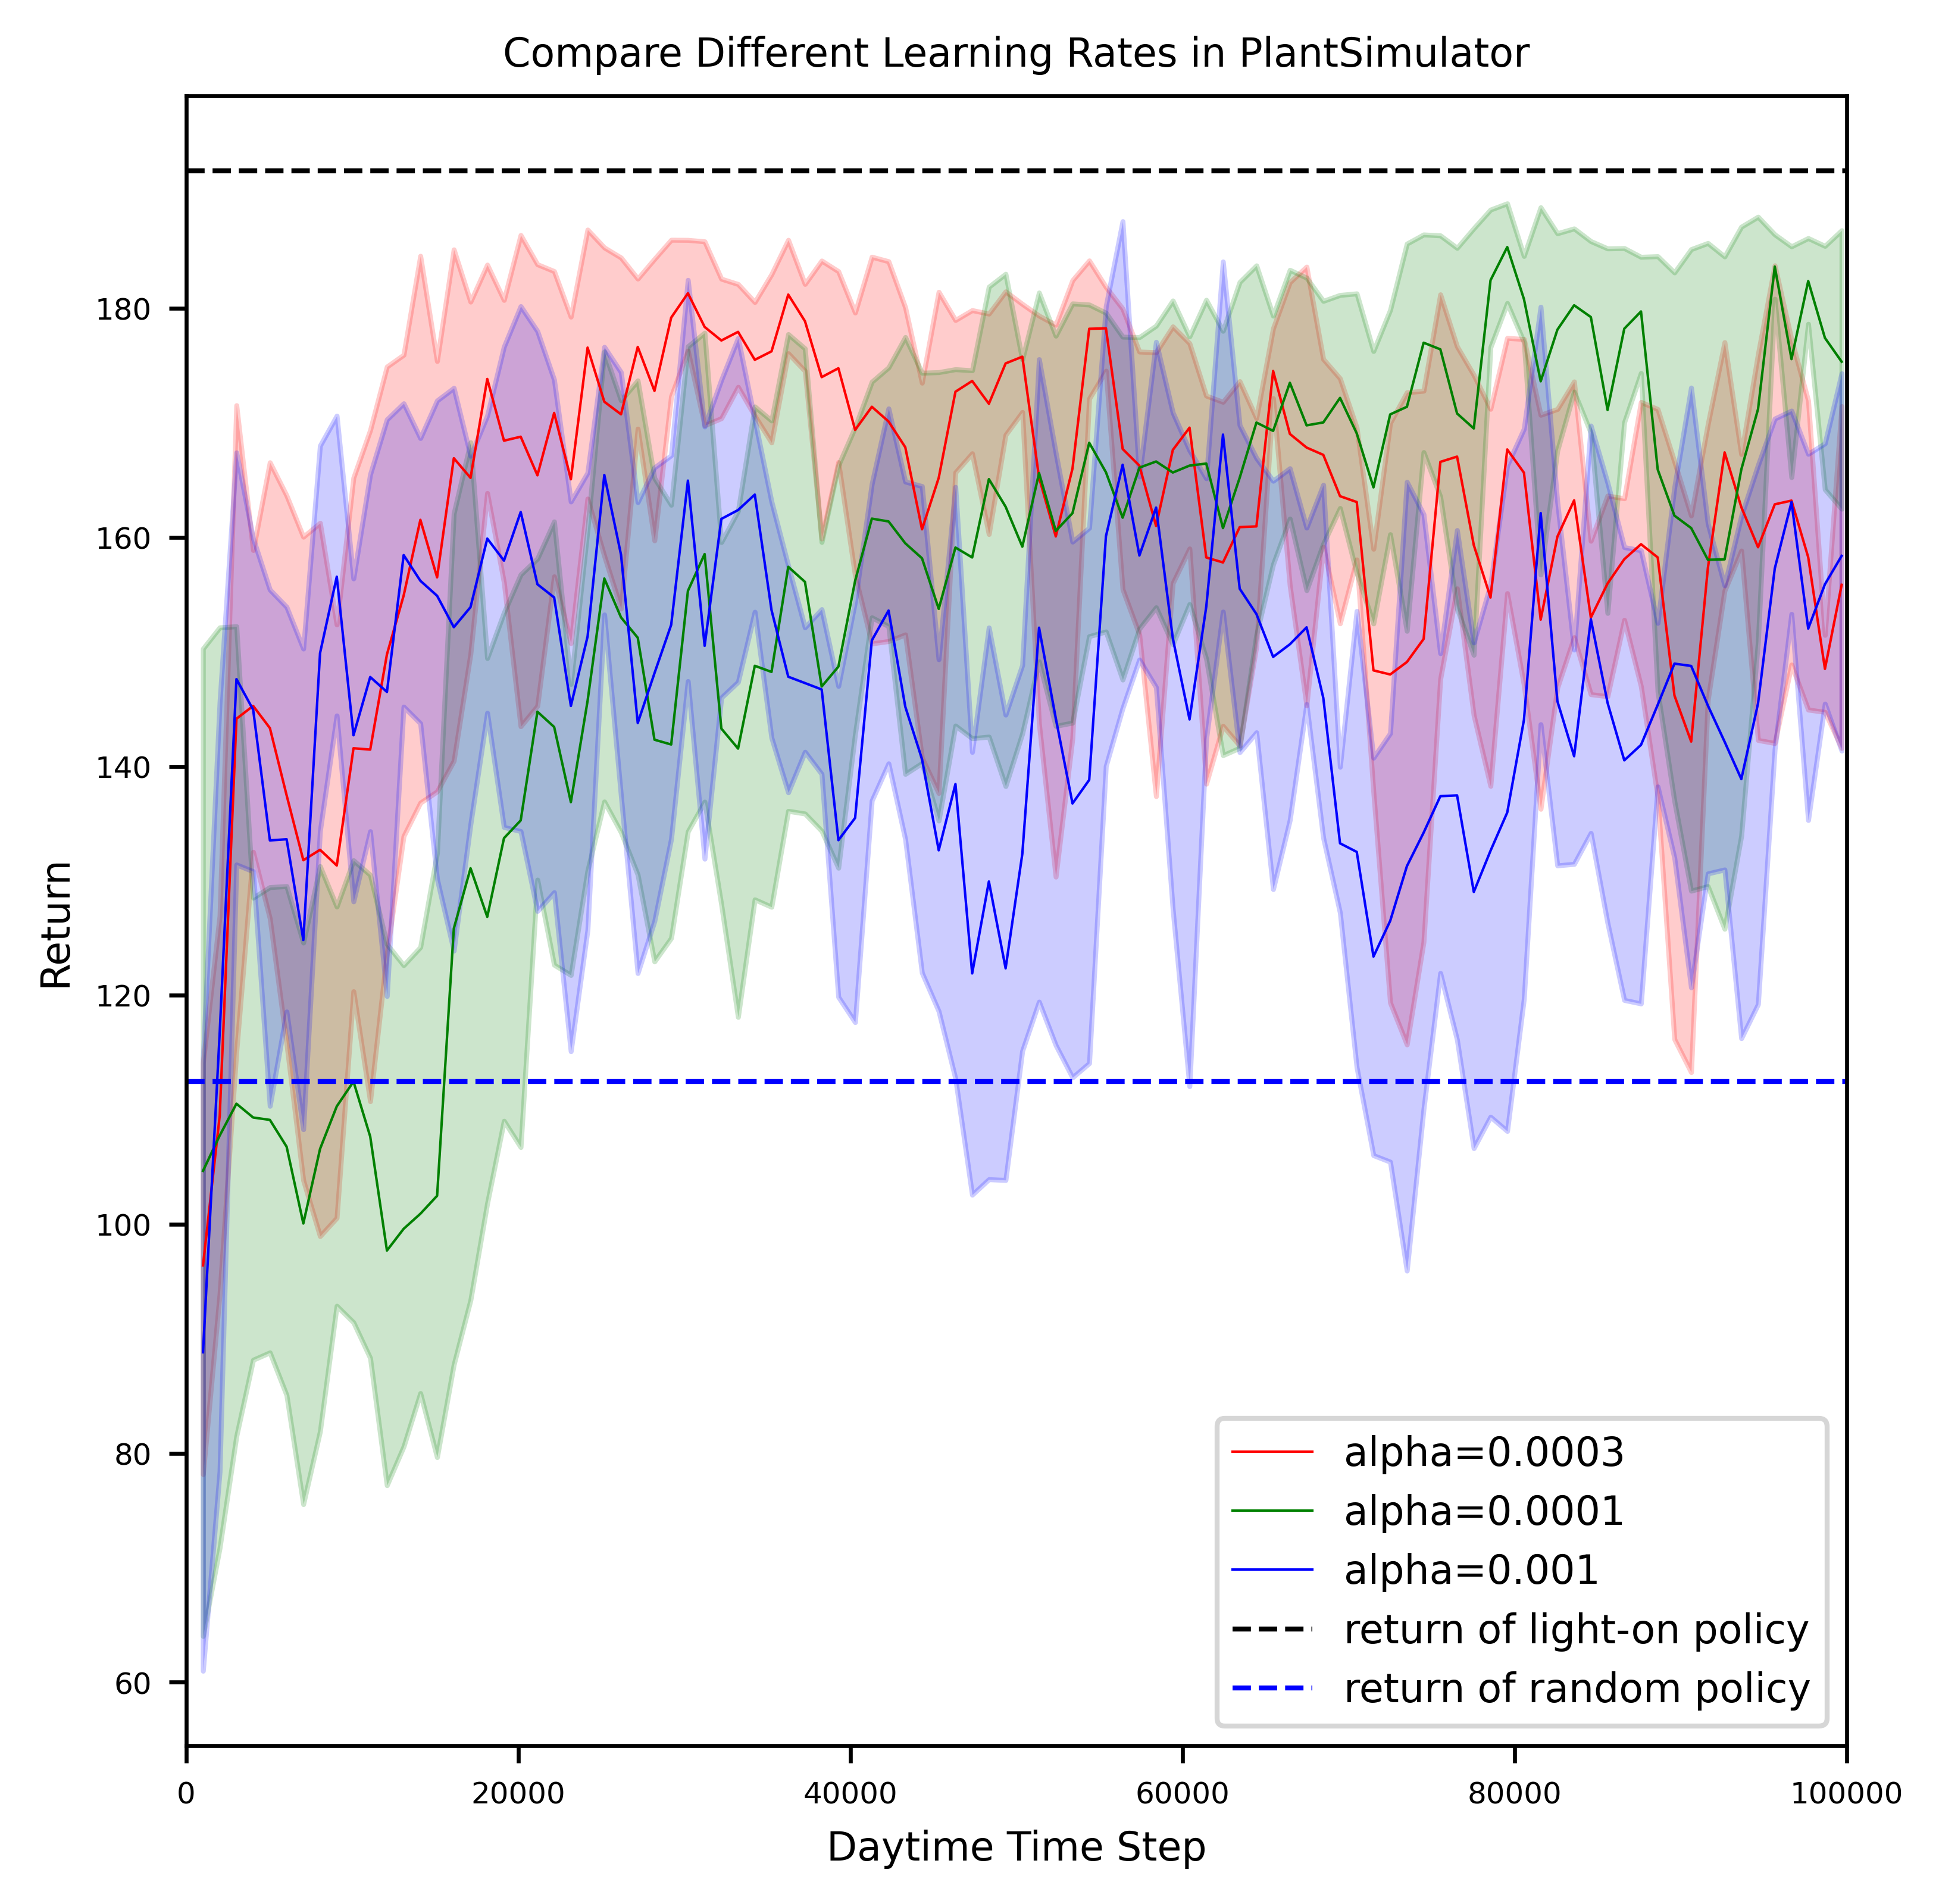 Compare Different Learning Rates in PlantSimulator
Return
180
160
140
120
100
80
60
0
20000
40000
60000
80000
100000
Daytime Time Step
alpha=0.0003
alpha=0.0001
alpha=0.001
return of light-on policy
return of random policy